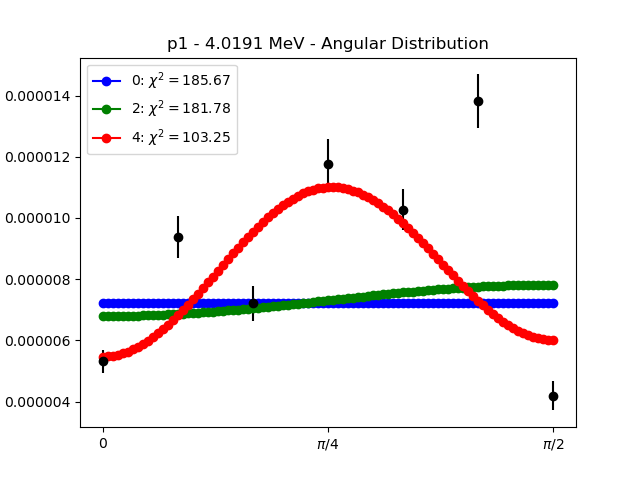 p1 - 4.0191 MeV - Angular Distribution
0: χ² = 185.67
2: χ² = 181.78
4: χ² = 103.25
0.000014
0.000012
0.000010
0.000008
0.000006
0.000004
0 π/4 π/2